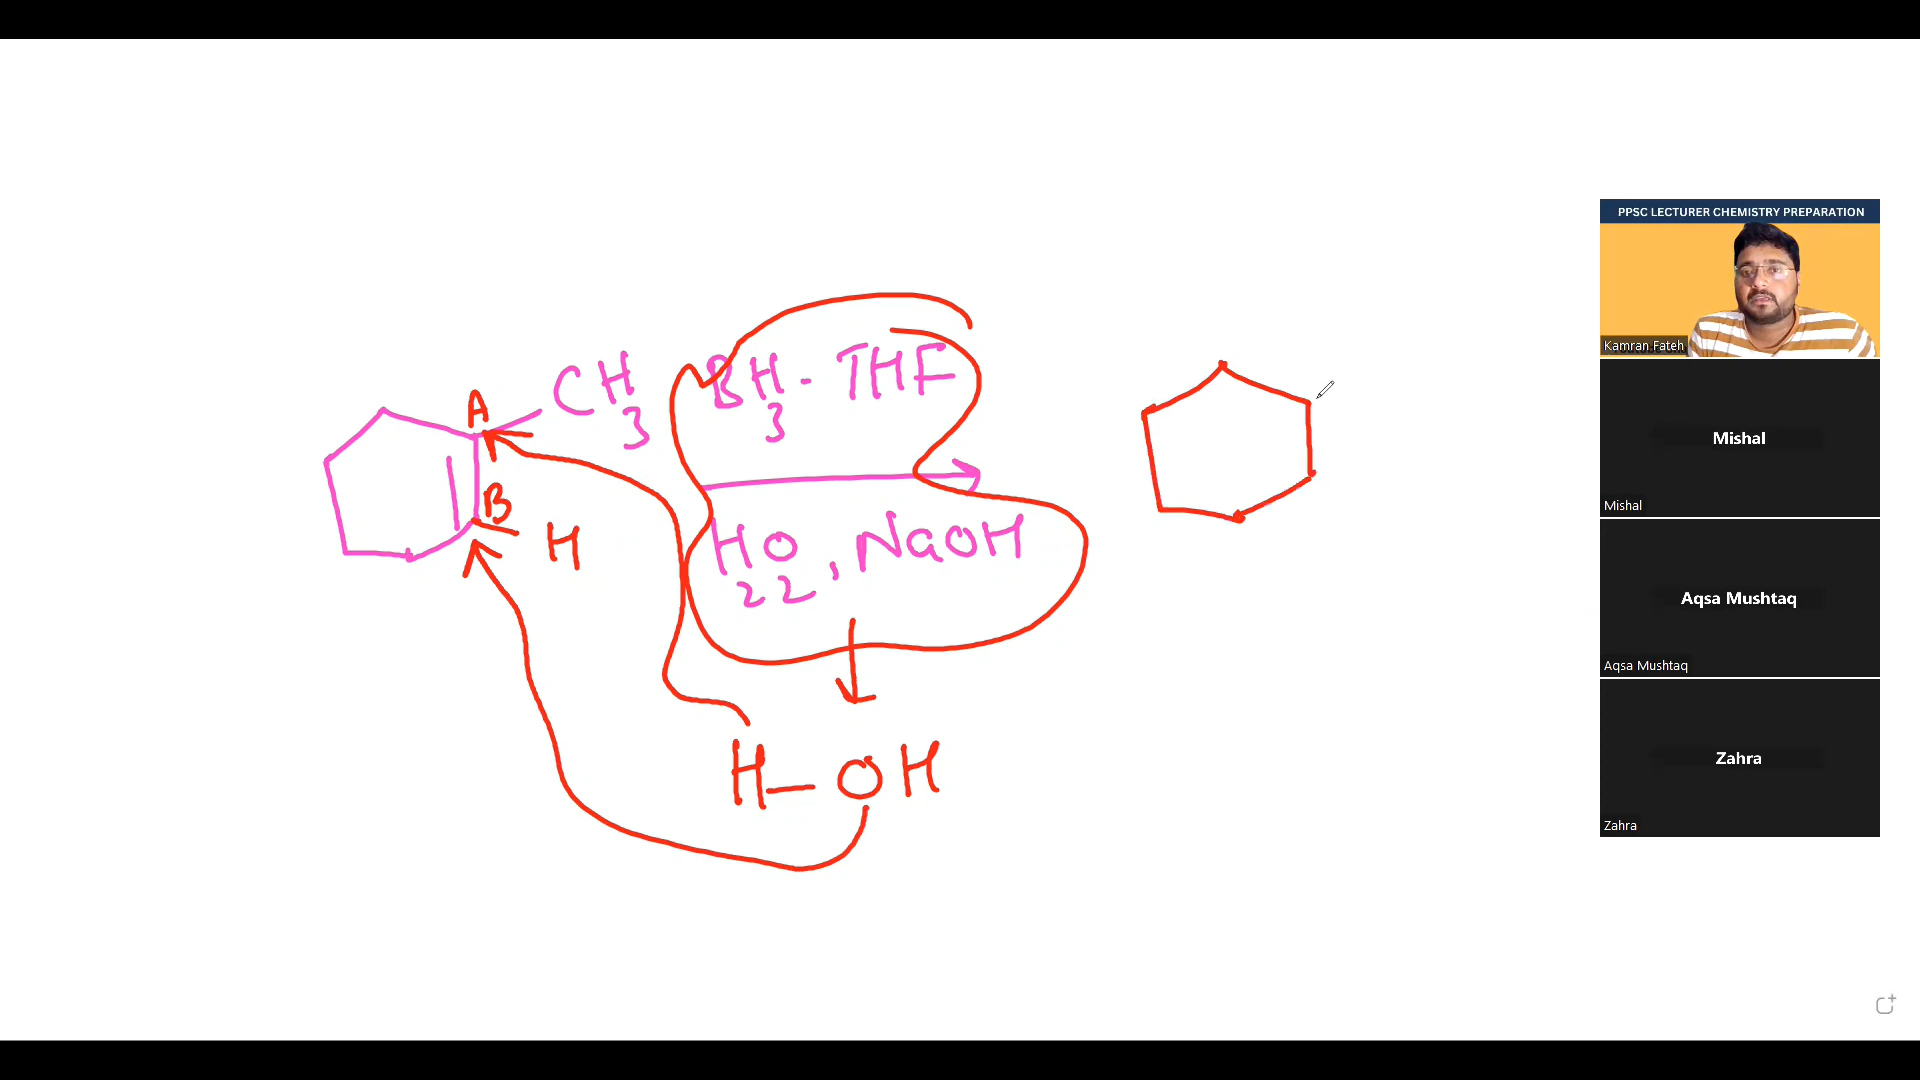 PPSC LECTURER CHEMISTRY PREPARATION
Kamran Fateh
A
CH3
BH3 - THF
B
H
H2O2, NaOH
H - OH
Mishal
Mishal
Aqsa Mushtaq
Aqsa Mushtaq
Zahra
Zahra